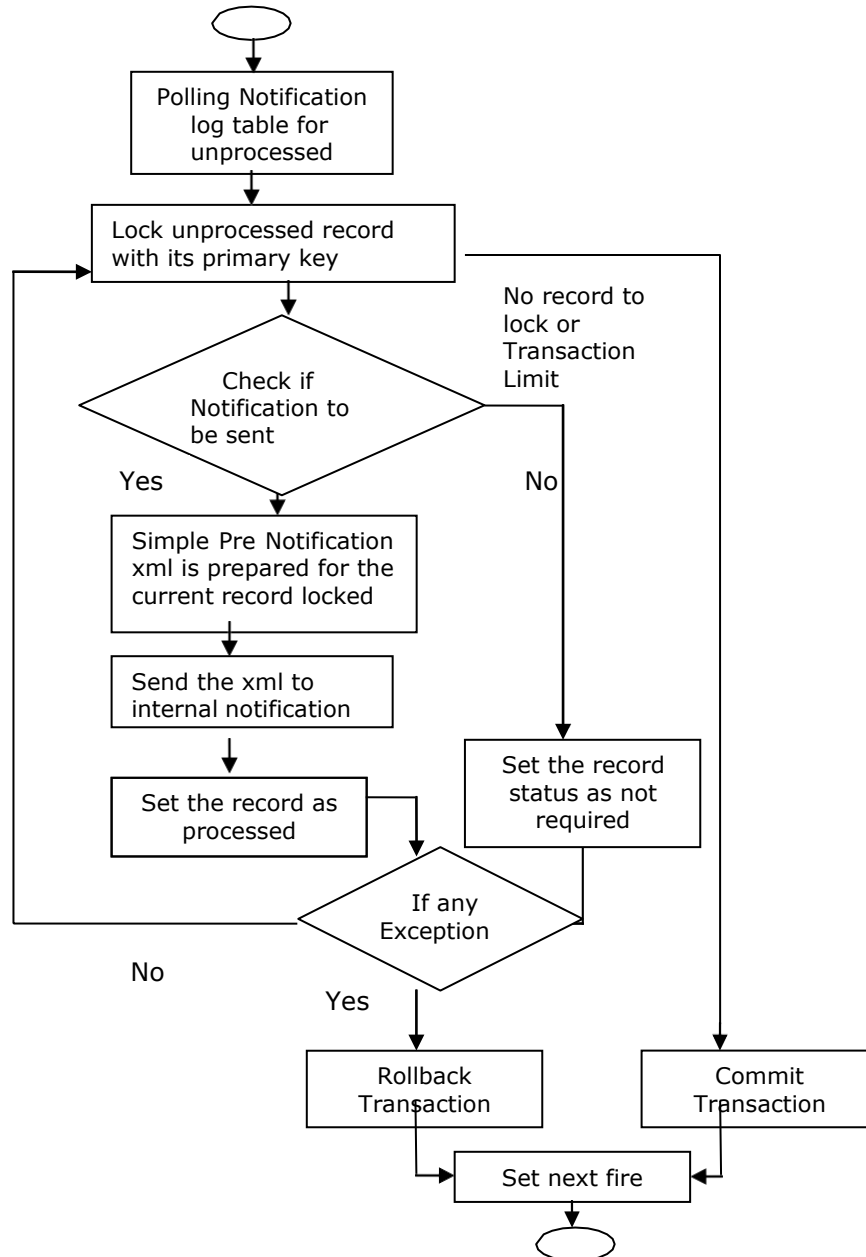 Polling Notification
log table for
unprocessed
Lock unprocessed record
with its primary key
No record to
lock or
Transaction
Limit
Check if
Notification to
be sent
Yes
No
Simple Pre Notification
xml is prepared for the
current record locked
Send the xml to
internal notification
Set the record as
processed
Set the record
status as not
required
If any
Exception
No
Yes
Rollback
Transaction
Commit
Transaction
Set next fire